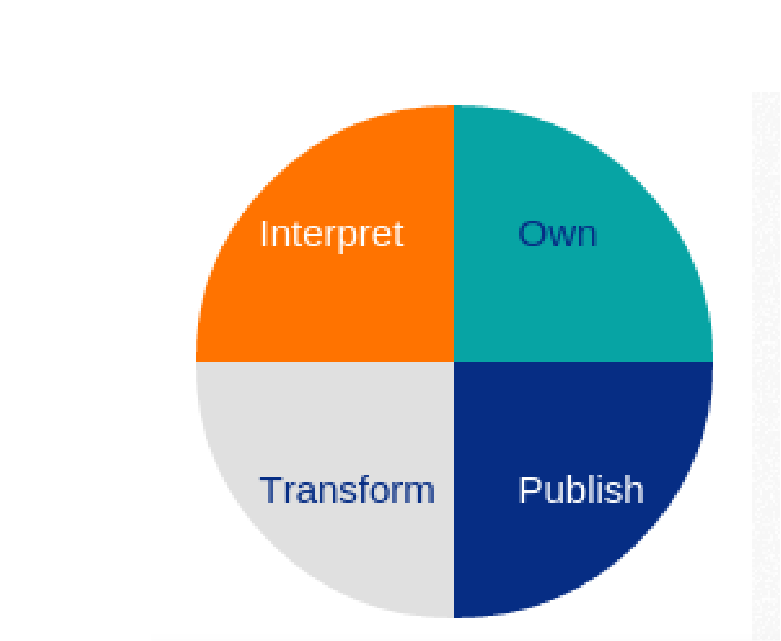 Interpret
Own
Transform
Publish